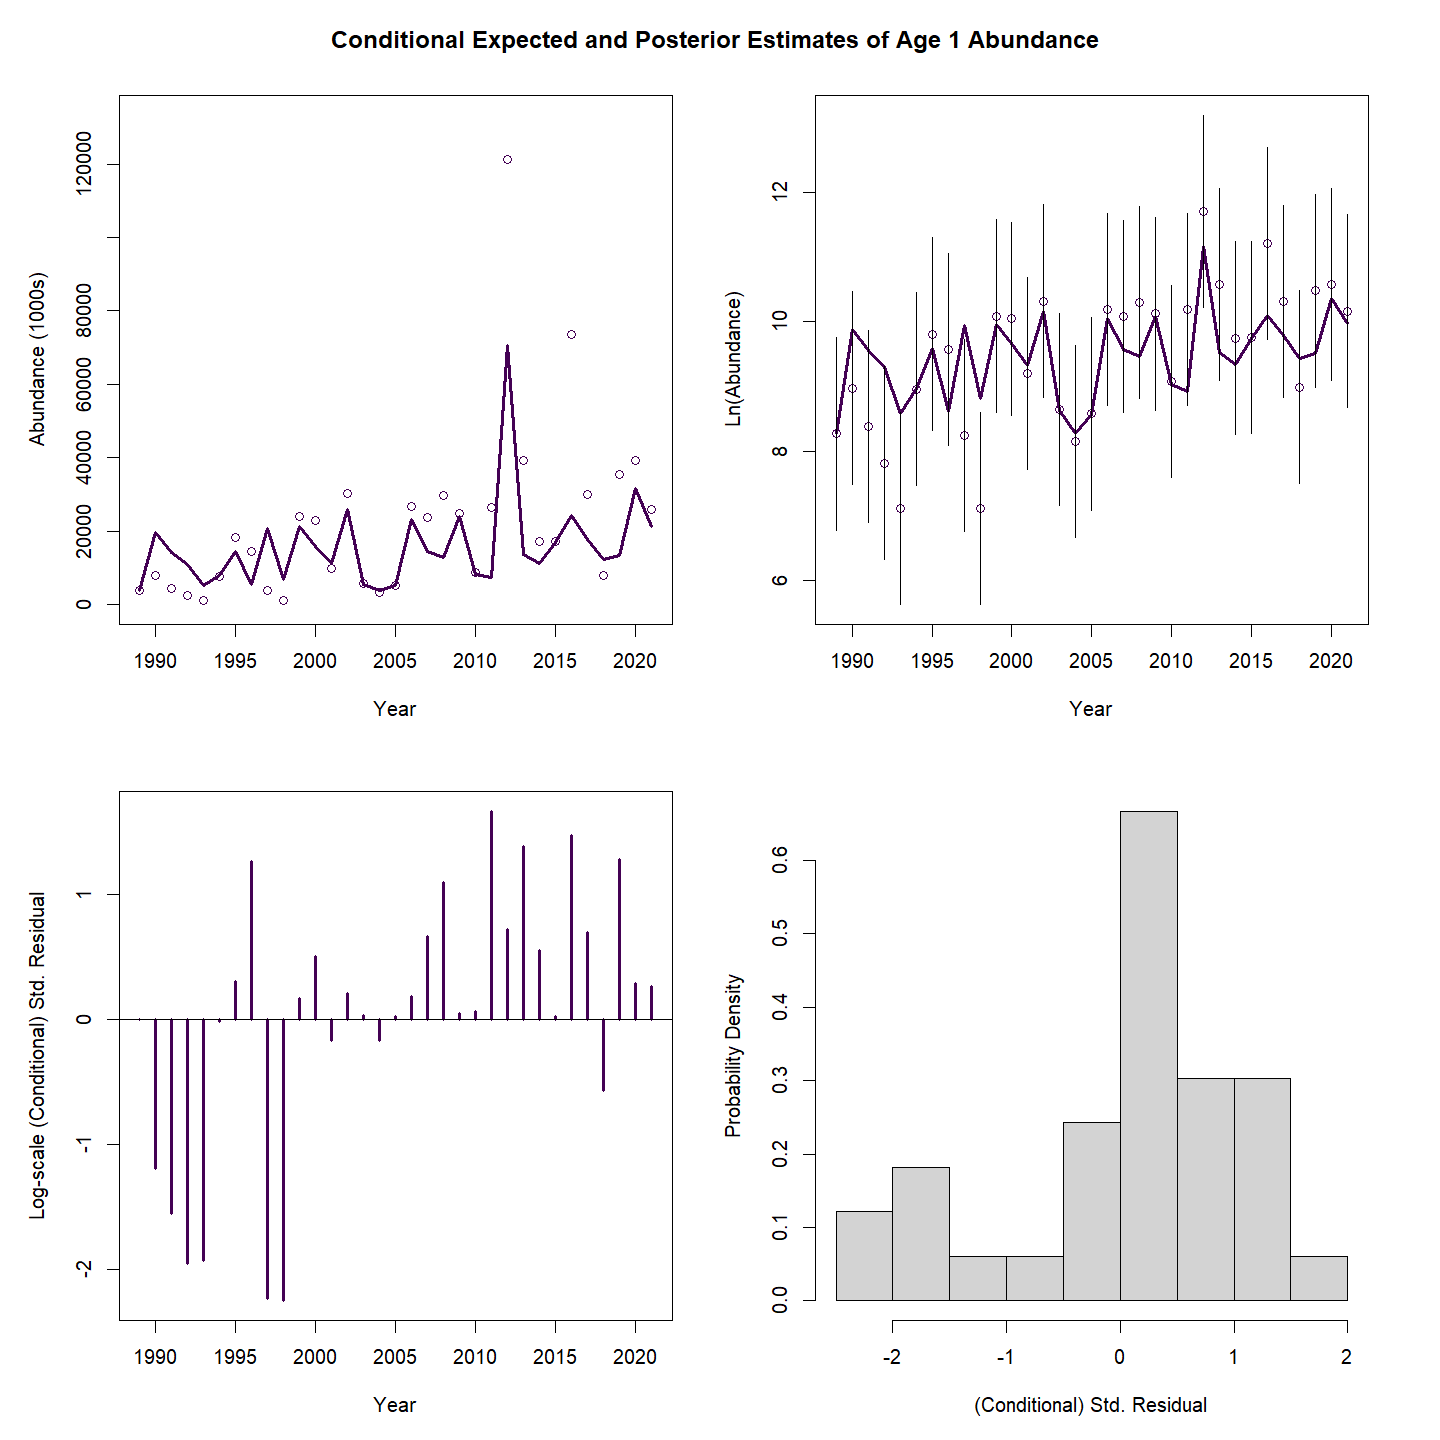 Conditional Expected and Posterior Estimates of Age 1 Abundance
Abundance (1000s)
120000
80000
60000
40000
20000
0
1990 1995 2000 2005 2010 2015 2020
Year
Ln(Abundance)
12
10
8
6
1990 1995 2000 2005 2010 2015 2020
Year
Log-scale (Conditional) Std. Residual
1
0
-1
-2
1990 1995 2000 2005 2010 2015 2020
Year
Probability Density
0.6
0.5
0.4
0.3
0.2
0.1
0.0
-2 -1 0 1 2
(Conditional) Std. Residual